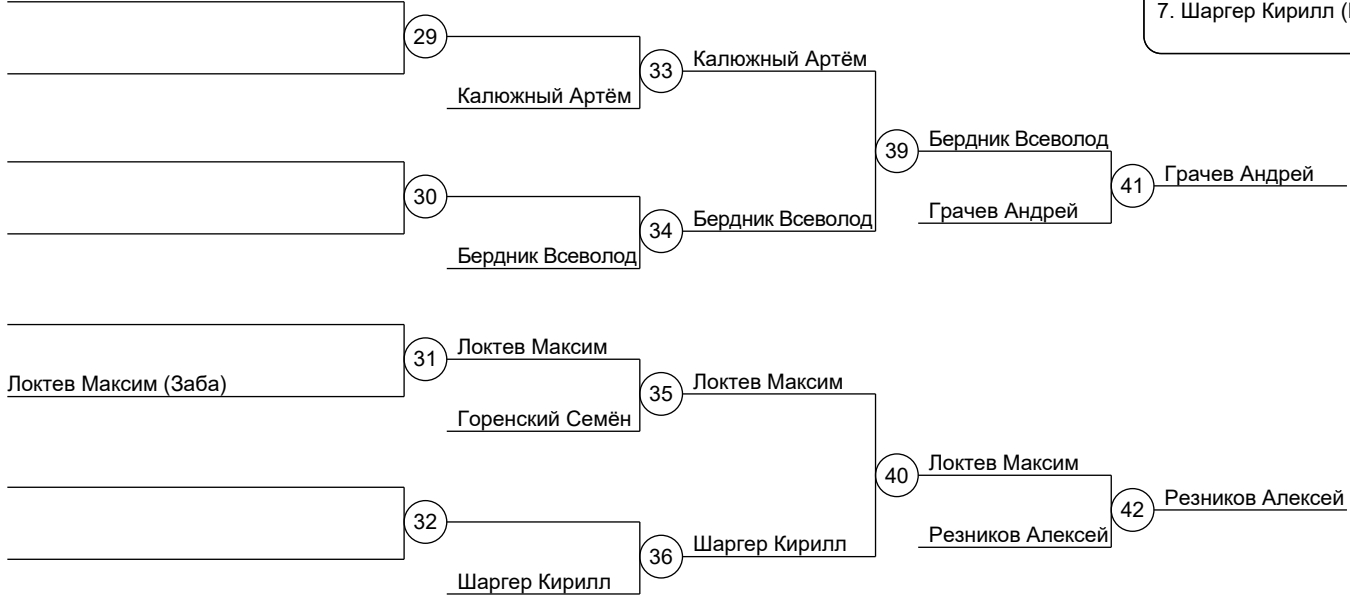 7. Шаргер Кирилл (
29
33
Калюжный Артём
Калюжный Артём
39
Бердник Всеволод
41
Грачев Андрей
30
34
Бердник Всеволод
Грачев Андрей
Бердник Всеволод
31
Локтев Максим
Локтев Максим (Заба)
35
Локтев Максим
Горенский Семён
40
Локтев Максим
42
Резников Алексей
32
36
Шаргер Кирилл
Резников Алексей
Шаргер Кирилл